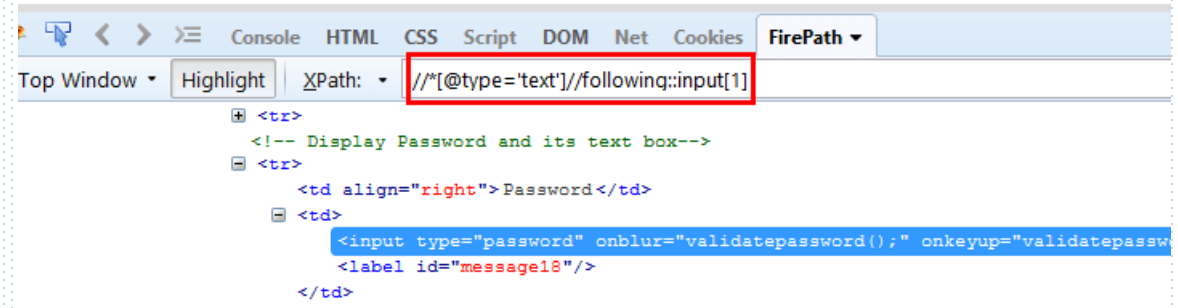 Console HTML CSS Script DOM Net Cookies FirePath
Top Window Highlight XPath: //*[@type='text']//following::input[1]
<tr>
<!-- Display Password and its text box-->
<tr>
<td align="right">Password</td>
<td>
<input type="password" onblur="validatepassword();" onkeyup="validatepassw
<label id="message18"/>
</td>